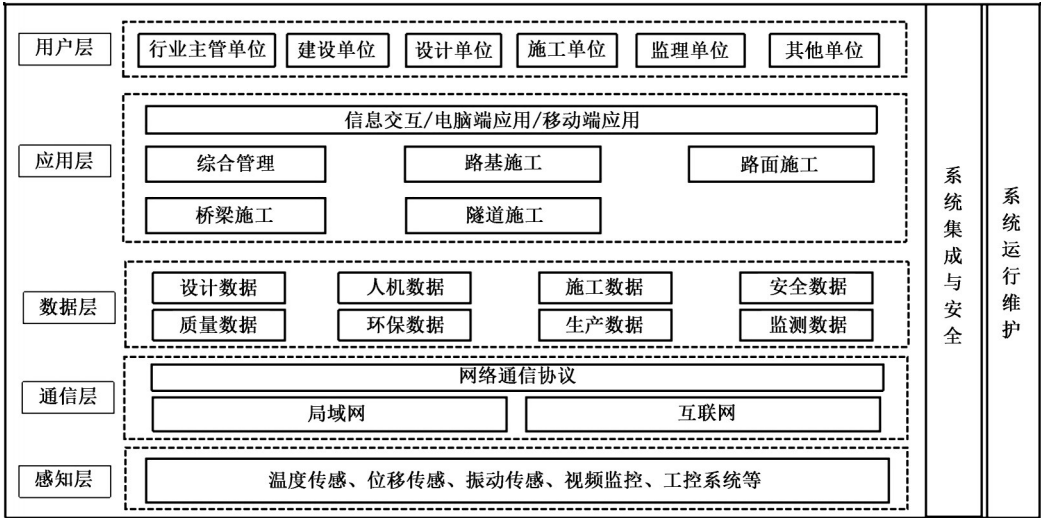 用户层
行业主管单位 建设单位 设计单位 施工单位 监理单位 其他单位
应用层
信息交互/电脑端应用/移动端应用
综合管理 路基施工 路面施工
桥梁施工 隧道施工
数据层
设计数据 人机数据 施工数据 安全数据
质量数据 环保数据 生产数据 监测数据
通信层
网络通信协议
局域网 互联网
感知层
温度传感、位移传感、振动传感、视频监控、工控系统等
系统集成与安全
系统运行维护